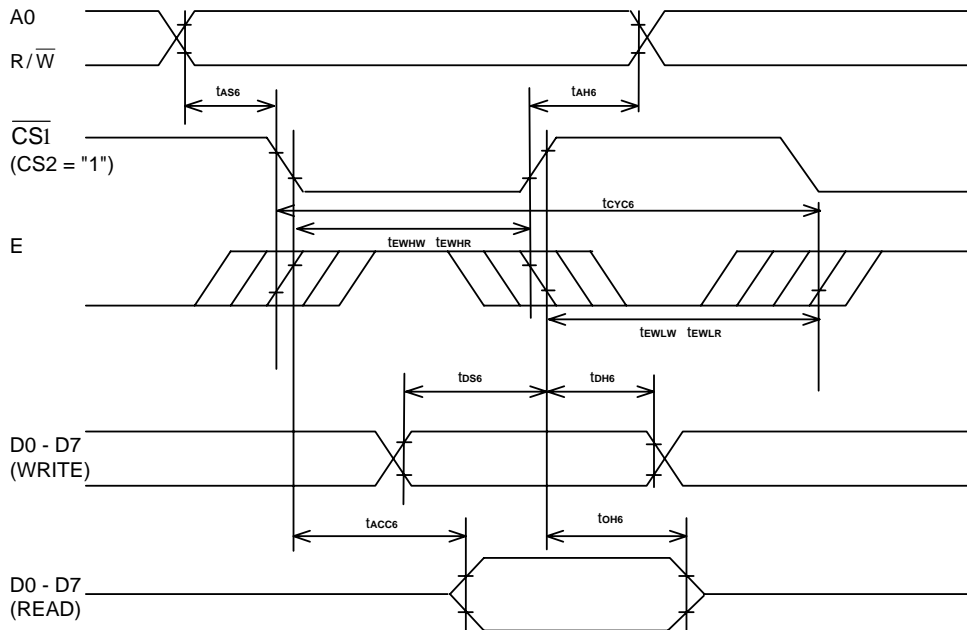 A0
R/W̅
tAS6 tAH6
C̅S̅1̅
(CS2 = "1")
tCYC6
tEWHW tEWHR
E
tEWLW tEWLR
tDS6 tDH6
D0 - D7
(WRITE)
tACC6 tOH6
D0 - D7
(READ)